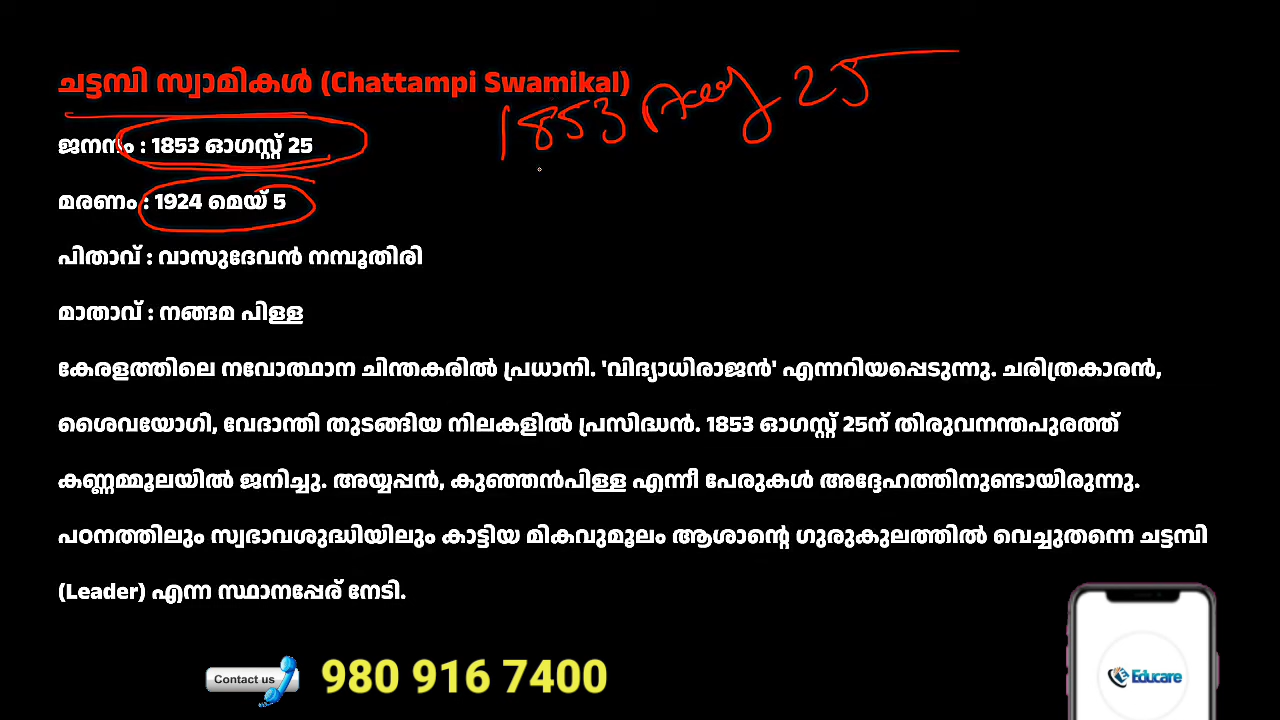 ചട്ടമ്പി സ്വാമികൾ (Chattampi Swamikal)
1853 Aug 25
ജനനം : 1853 ഓഗസ്റ്റ് 25
മരണം : 1924 മെയ് 5
പിതാവ് : വാസുദേവൻ നമ്പൂതിരി
മാതാവ് : നങ്ങമ പിള്ള
കേരളത്തിലെ നവോത്ഥാന ചിന്തകരിൽ പ്രധാനി. 'വിദ്യാധിരാജൻ' എന്നറിയപ്പെടുന്നു. ചരിത്രകാരൻ,
ശൈവയോഗി, വേദാന്തി തുടങ്ങിയ നിലകളിൽ പ്രസിദ്ധൻ. 1853 ഓഗസ്റ്റ് 25ന് തിരുവനന്തപുരത്ത്
കണ്ണമ്മൂലയിൽ ജനിച്ചു. അയ്യപ്പൻ, കുഞ്ഞൻപിള്ള എന്നീ പേരുകൾ അദ്ദേഹത്തിനുണ്ടായിരുന്നു.
പഠനത്തിലും സ്വഭാവശുദ്ധിയിലും കാട്ടിയ മികവുമൂലം ആശാന്റെ ഗുരുകുലത്തിൽ വെച്ചുതന്നെ ചട്ടമ്പി
(Leader) എന്ന സ്ഥാനപ്പേര് നേടി.
Contact us 980 916 7400
Educare